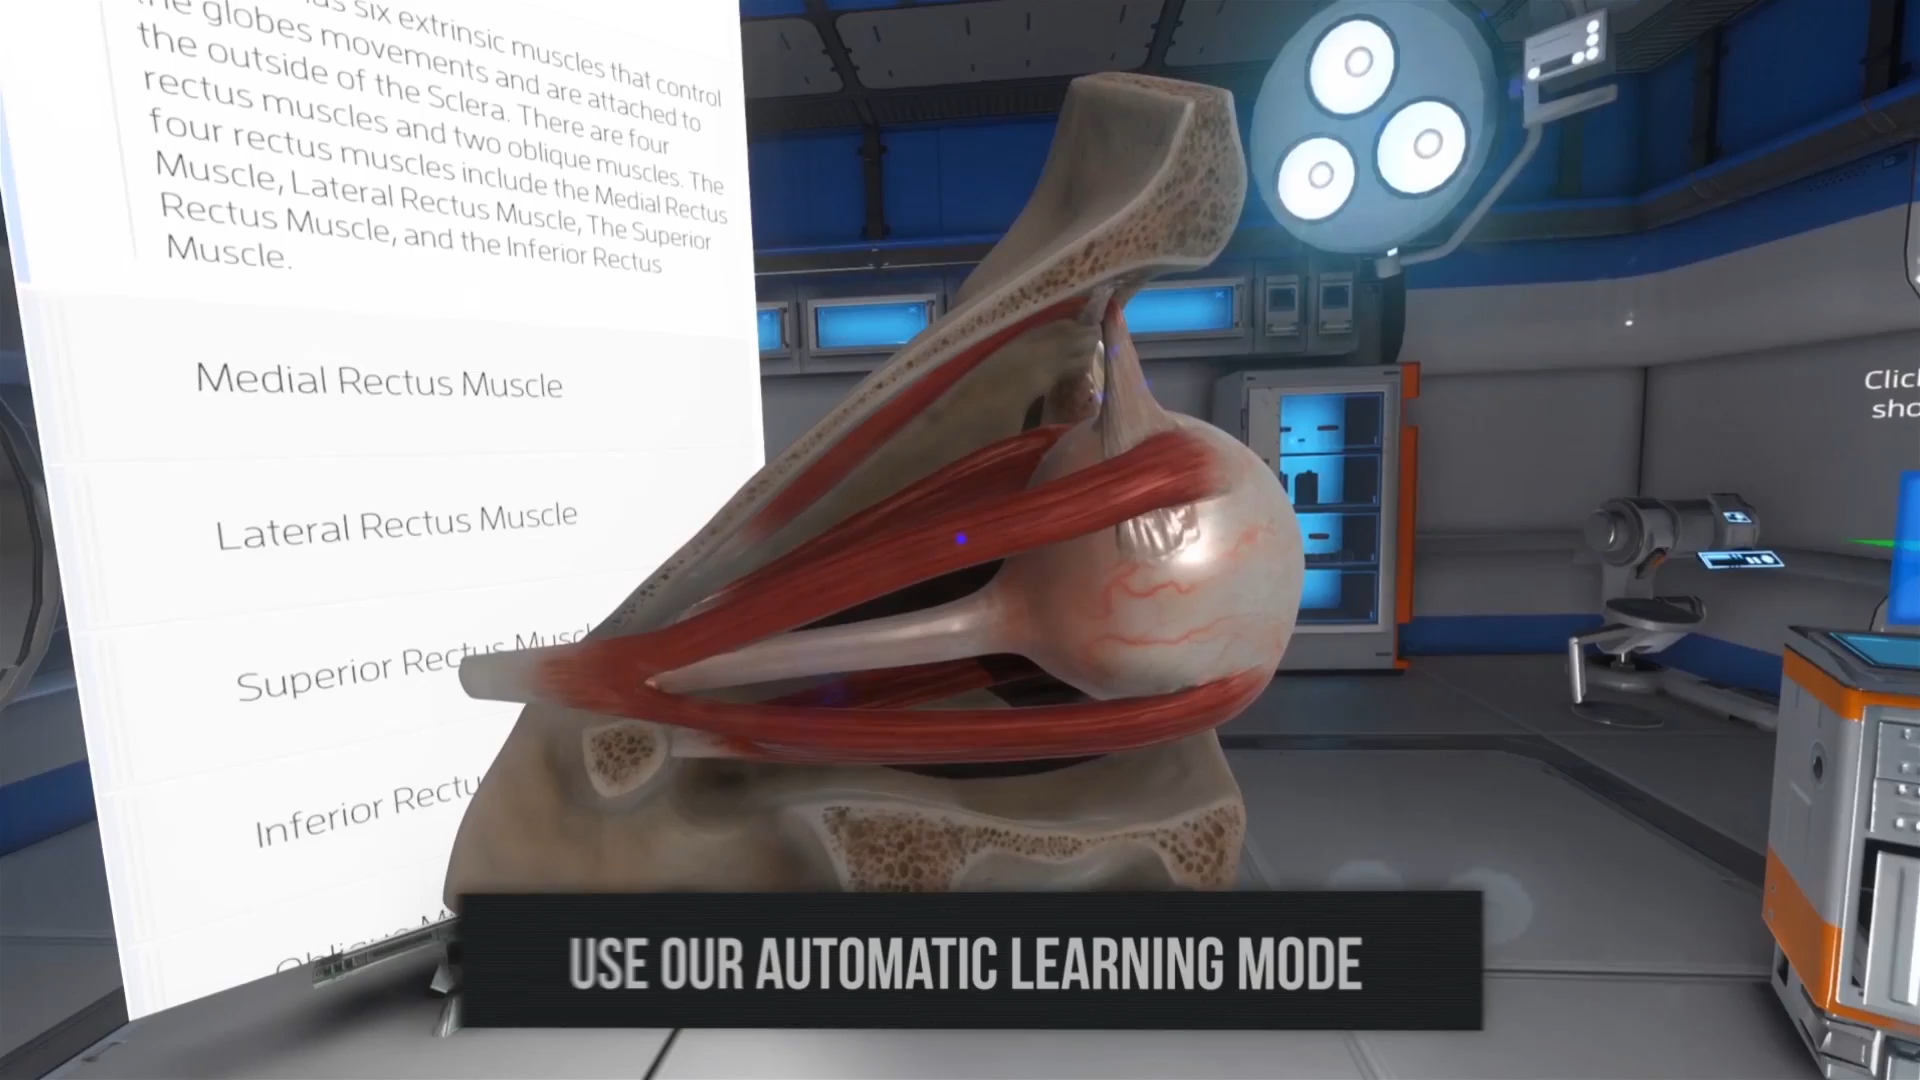 six extrinsic muscles that control
the globes movements and are attached to
the outside of the Sclera. There are four
rectus muscles and two oblique muscles. The
four rectus muscles include the Medial Rectus
Muscle, Lateral Rectus Muscle, The Superior
Rectus Muscle, and the Inferior Rectus
Muscle.
Medial Rectus Muscle
Lateral Rectus Muscle
Superior Rectus
Inferior
USE OUR AUTOMATIC LEARNING MODE